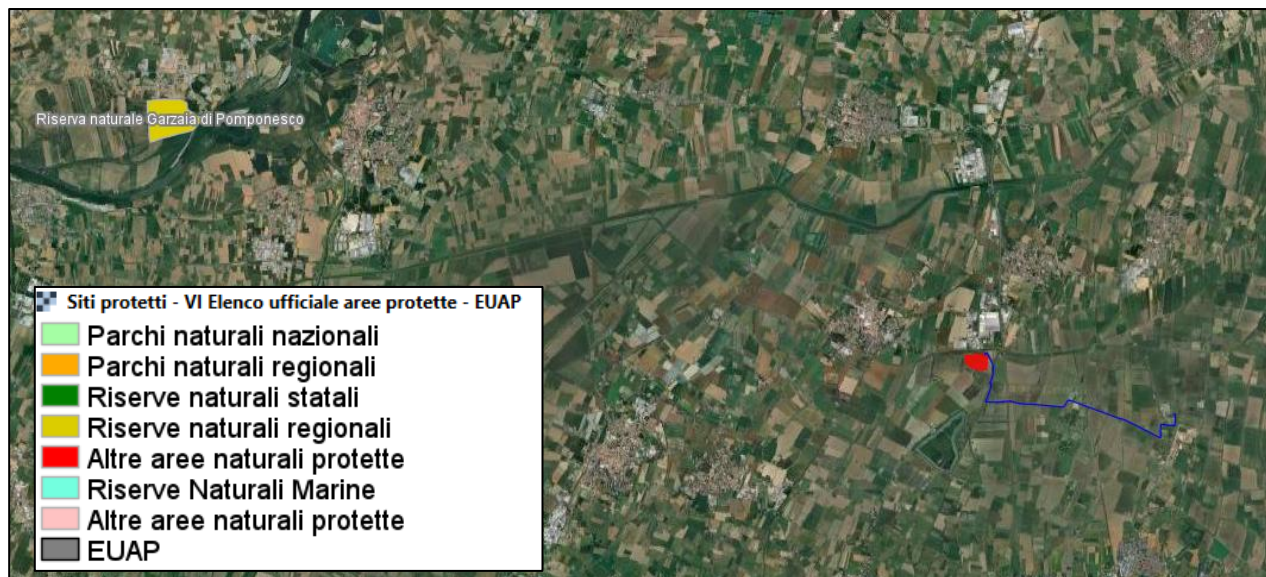 Riserva naturale Garzaia di Pomponesco
Siti protetti - VI Elenco ufficiale aree protette - EUAP
Parchi naturali nazionali
Parchi naturali regionali
Riserve naturali statali
Riserve naturali regionali
Altre aree naturali protette
Riserve Naturali Marine
Altre aree naturali protette
EUAP